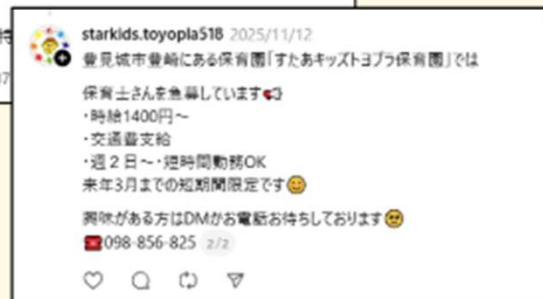 starkids.toyopla518 2025/11/12
豊見城市豊崎にある保育園「すたあキッズトヨプラ保育園」では
保育士さんを急募しています📢
・時給1400円～
・交通費支給
・週2日～・短時間勤務OK
来年3月までの短期間限定です😊
興味がある方はDMかお電話お待ちしております🥺
☎️098-856-825 2/2